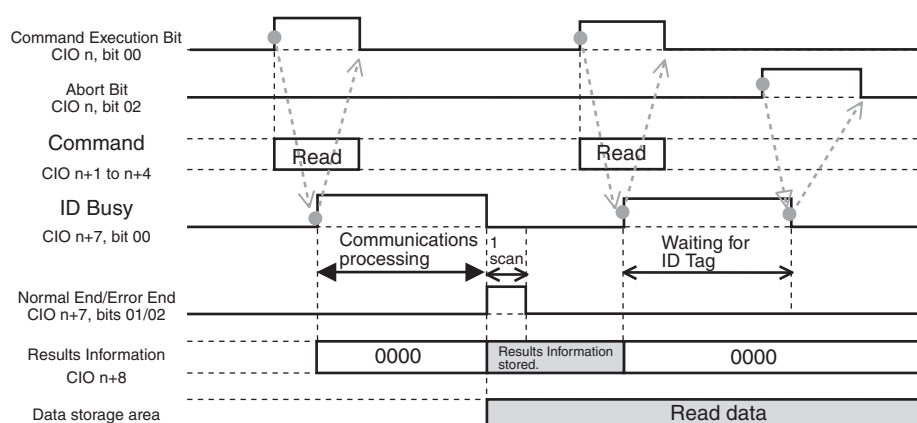 Command Execution Bit
CIO n, bit 00
Abort Bit
CIO n, bit 02
Command
CIO n+1 to n+4
Read
Read
ID Busy
CIO n+7, bit 00
Communications
processing
1
scan
Waiting for
ID Tag
Normal End/Error End
CIO n+7, bits 01/02
Results Information
CIO n+8
0000
Results Information
stored.
0000
Data storage area
Read data